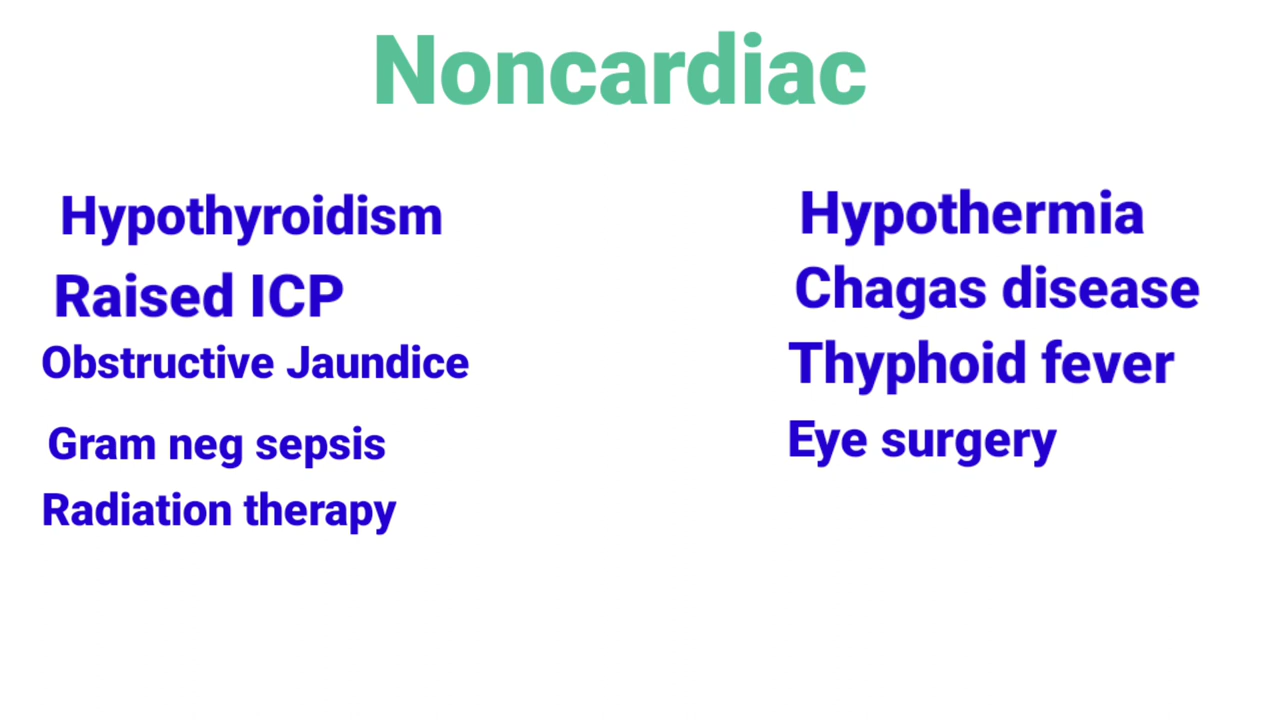 Noncardiac
Hypothyroidism
Raised ICP
Obstructive Jaundice
Gram neg sepsis
Radiation therapy
Hypothermia
Chagas disease
Thyphoid fever
Eye surgery